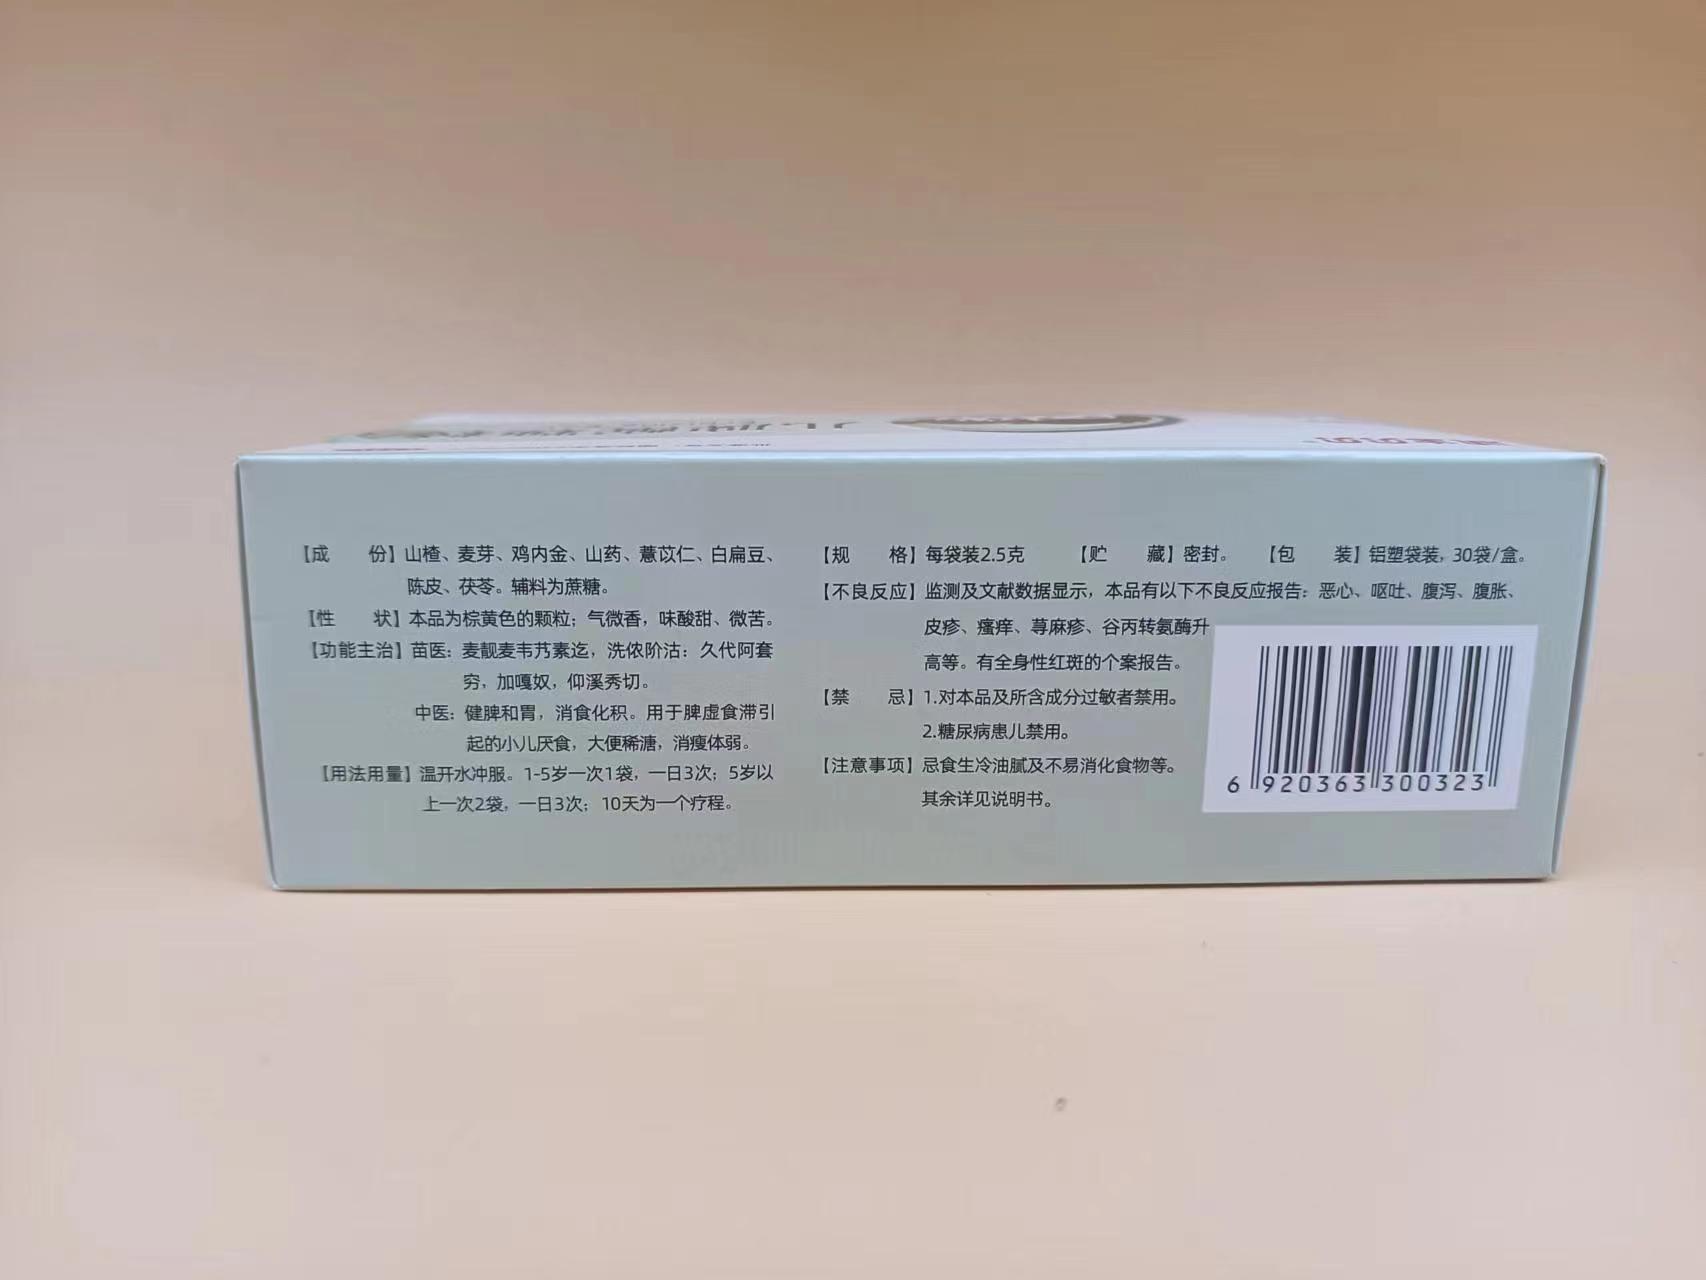 【成　份】山楂、麦芽、鸡内金、山药、薏苡仁、白扁豆、
陈皮、茯苓。辅料为蔗糖。
【性　状】本品为棕黄色的颗粒；气微香，味酸甜、微苦。
【功能主治】苗医：麦靓麦韦艿素迄，洗侬阶沽：久代阿套
穷，加嘎奴，仰溪秀切。
中医：健脾和胃，消食化积。用于脾虚食滞引
起的小儿厌食，大便稀溏，消瘦体弱。
【用法用量】温开水冲服。1-5岁一次1袋，一日3次；5岁以
上一次2袋，一日3次；10天为一个疗程。
【规　格】每袋装2.5克　【贮　藏】密封。　【包　装】铝塑袋装，30袋/盒。
【不良反应】监测及文献数据显示，本品有以下不良反应报告：恶心、呕吐、腹泻、腹胀、
皮疹、瘙痒、荨麻疹、谷丙转氨酶升
高等。有全身性红斑的个案报告。
【禁　忌】1.对本品及所含成分过敏者禁用。
2.糖尿病患儿禁用。
【注意事项】忌食生冷油腻及不易消化食物等。
其余详见说明书。
6 920363 300323